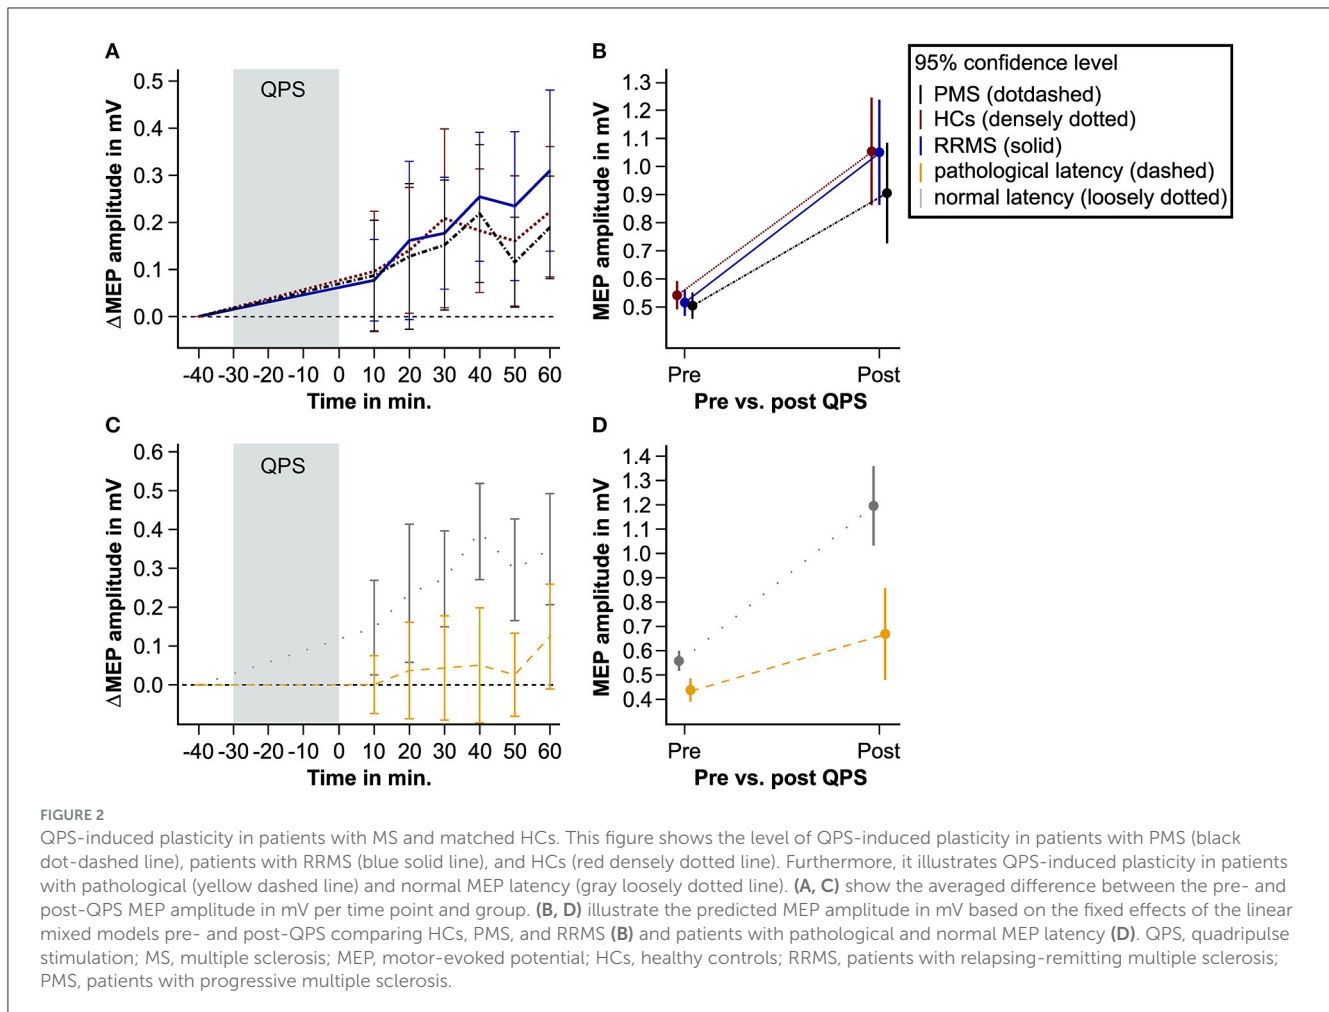 A
0.5
0.4
0.3
0.2
0.1
0.0
ΔMEP amplitude in mV
QPS
-40 -30 -20 -10 0 10 20 30 40 50 60
Time in min.
B
1.3
1.2
1.1
1.0
0.9
0.8
0.7
0.6
0.5
MEP amplitude in mV
Pre Post
Pre vs. post QPS
95% confidence level
PMS (dotdashed)
HCs (densely dotted)
RRMS (solid)
pathological latency (dashed)
normal latency (loosely dotted)
C
0.6
0.5
0.4
0.3
0.2
0.1
0.0
ΔMEP amplitude in mV
QPS
-40 -30 -20 -10 0 10 20 30 40 50 60
Time in min.
D
1.4
1.3
1.2
1.1
1.0
0.9
0.8
0.7
0.6
0.5
0.4
MEP amplitude in mV
Pre Post
Pre vs. post QPS
FIGURE 2
QPS-induced plasticity in patients with MS and matched HCs. This figure shows the level of QPS-induced plasticity in patients with PMS (black
dot-dashed line), patients with RRMS (blue solid line), and HCs (red densely dotted line). Furthermore, it illustrates QPS-induced plasticity in patients
with pathological (yellow dashed line) and normal MEP latency (gray loosely dotted line). (A, C) show the averaged difference between the pre- and
post-QPS MEP amplitude in mV per time point and group. (B, D) illustrate the predicted MEP amplitude in mV based on the fixed effects of the linear
mixed models pre- and post-QPS comparing HCs, PMS, and RRMS (B) and patients with pathological and normal MEP latency (D). QPS, quadripulse
stimulation; MS, multiple sclerosis; MEP, motor-evoked potential; HCs, healthy controls; RRMS, patients with relapsing-remitting multiple sclerosis;
PMS, patients with progressive multiple sclerosis.